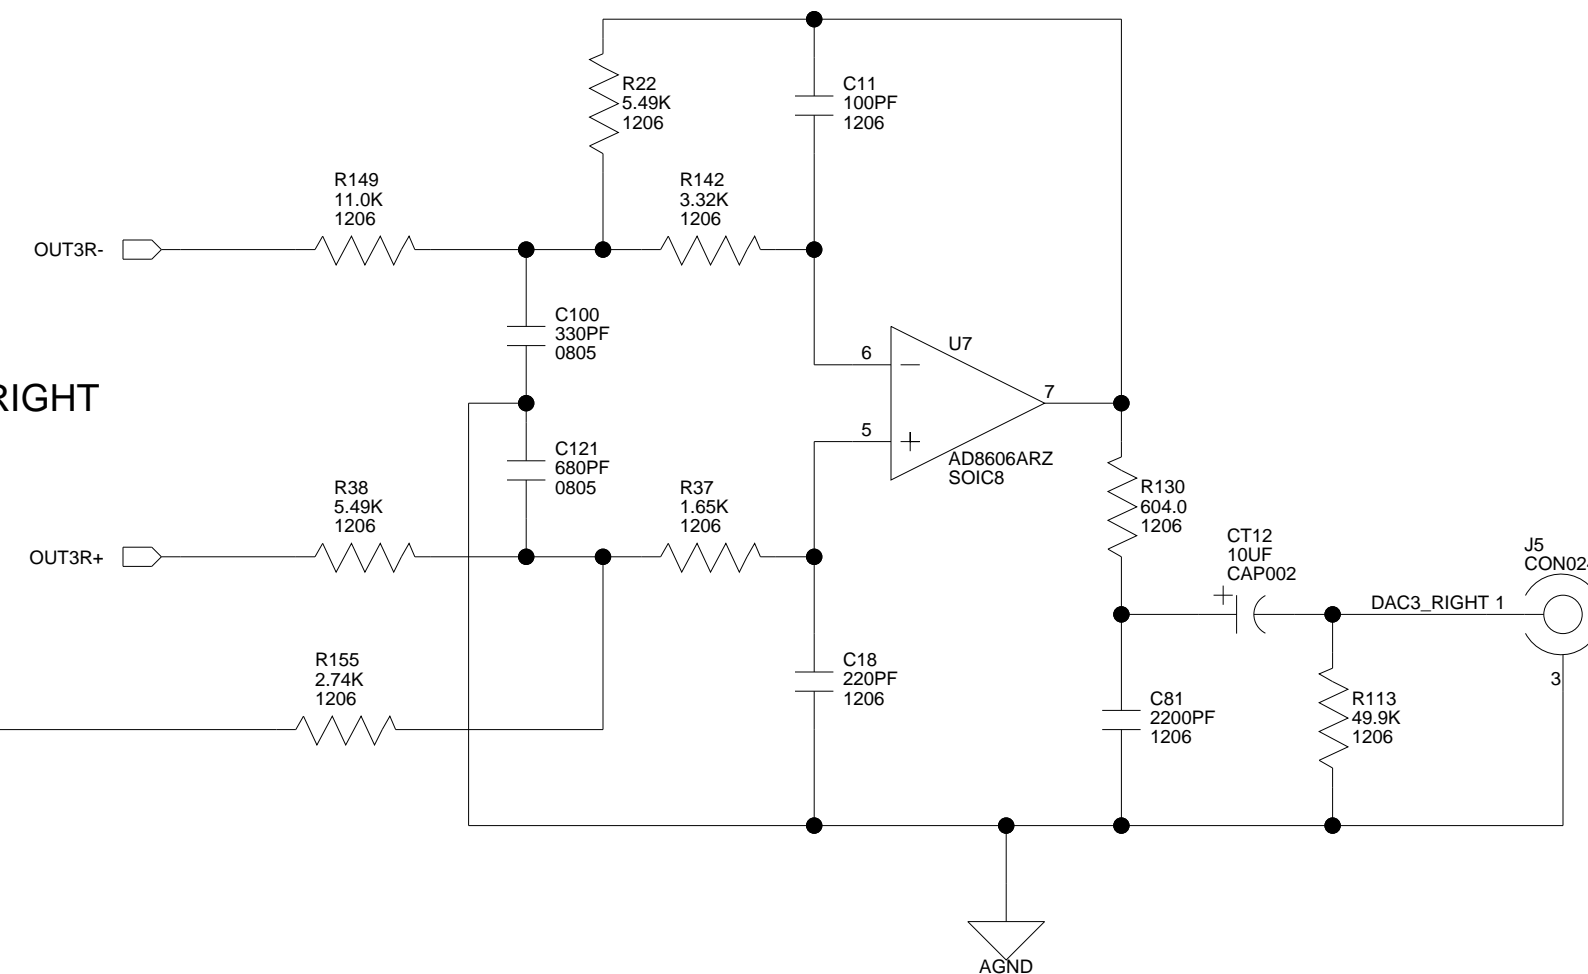 R22
5.49K
1206
C11
100PF
1206
R149
11.0K
1206
R142
3.32K
1206
OUT3R-
C100
330PF
0805
U7
6
7
5
AD8606ARZ
SOIC8
RIGHT
C121
680PF
0805
R38
5.49K
1206
R37
1.65K
1206
OUT3R+
R130
604.0
1206
CT12
10UF
CAP002
J5
CON024
DAC3_RIGHT 1
3
R155
2.74K
1206
C18
220PF
1206
C81
2200PF
1206
R113
49.9K
1206
AGND